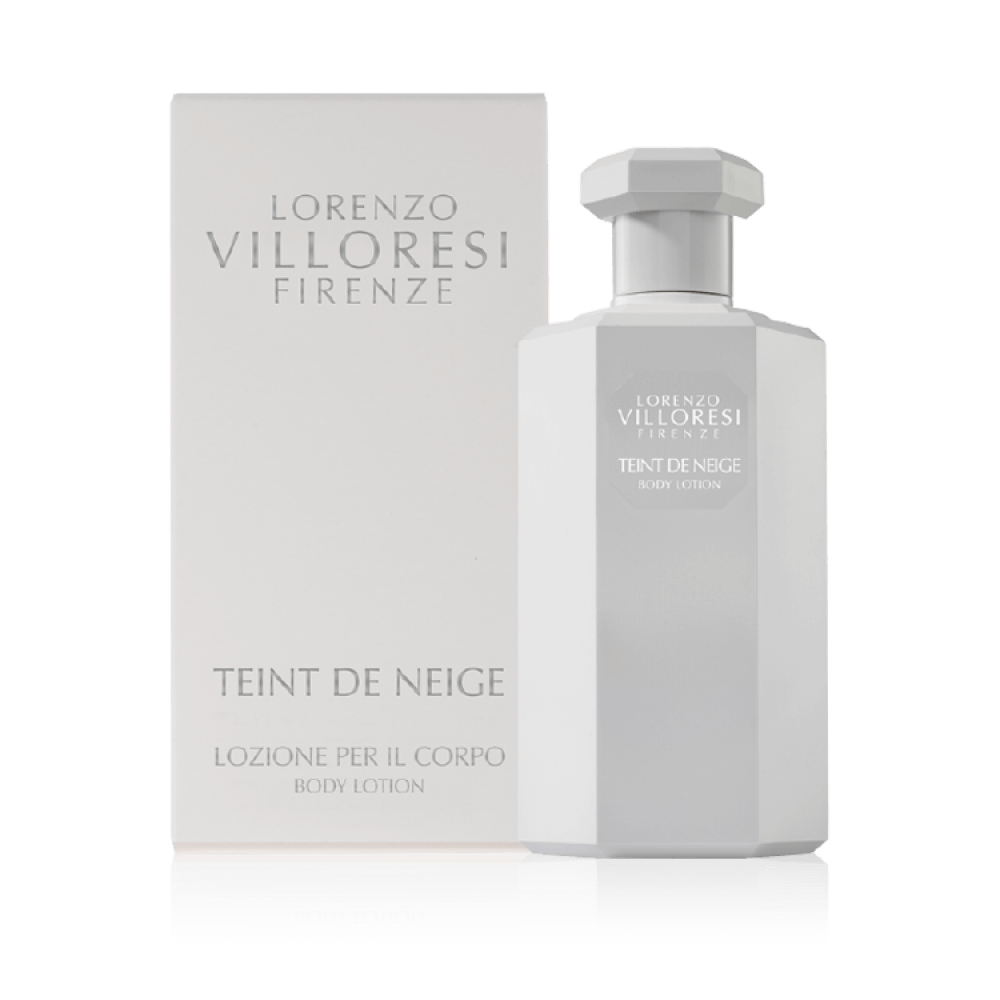 LORENZO
VILLORESI
FIRENZE
TEINT DE NEIGE
LOZIONE PER IL CORPO
BODY LOTION
LORENZO
VILLORESI
FIRENZE
TEINT DE NEIGE
BODY LOTION